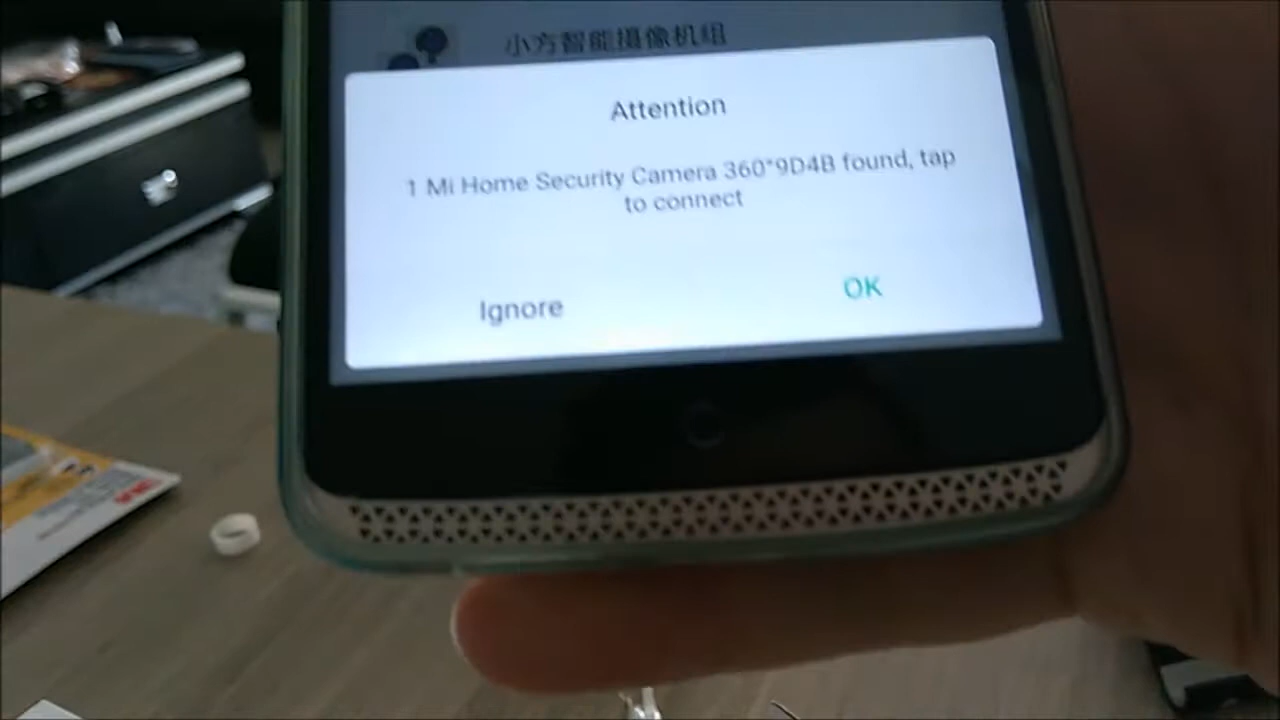 小方智能摄像机组
Attention
1 Mi Home Security Camera 360°9D4B found, tap
to connect
Ignore
OK